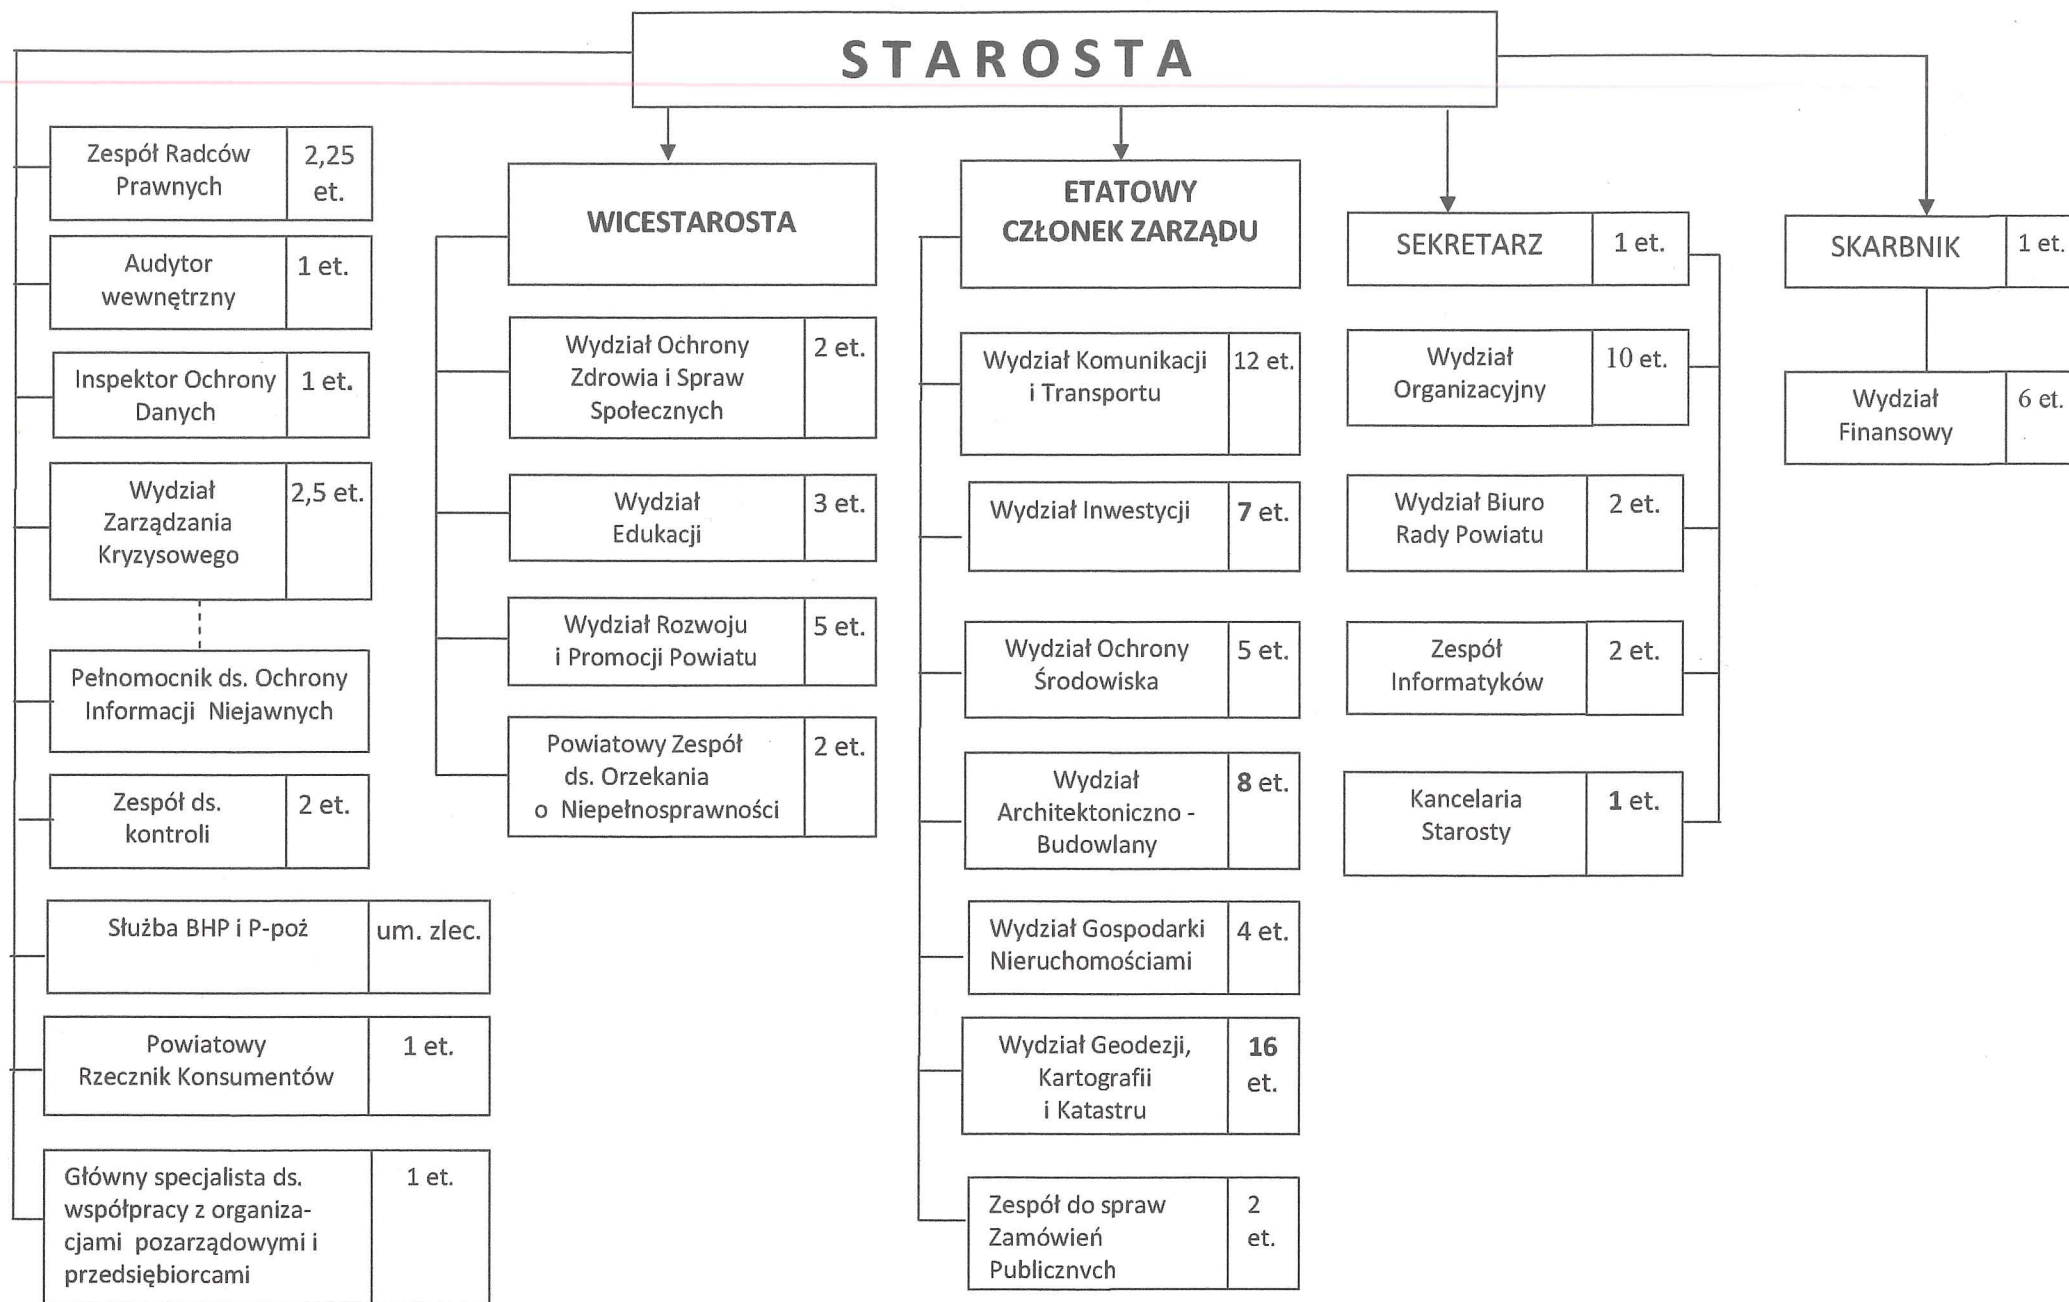 STAROSTA
Zespół Radców
Prawnych
2,25
et.
Audytor
wewnętrzny
1 et.
Inspektor Ochrony
Danych
1 et.
Wydział
Zarządzania
Kryzysowego
2,5 et.
Pełnomocnik ds. Ochrony
Informacji Niejawnych
Zespół ds.
kontroli
2 et.
Służba BHP i P-poż
um. zlec.
Powiatowy
Rzecznik Konsumentów
1 et.
Główny specjalista ds.
współpracy z organiza-
cjami pozarządowymi i
przedsiębiorcami
1 et.
WICESTAROSTA
Wydział Ochrony
Zdrowia i Spraw
Społecznych
2 et.
Wydział
Edukacji
3 et.
Wydział Rozwoju
i Promocji Powiatu
5 et.
Powiatowy Zespół
ds. Orzekania
o Niepełnosprawności
2 et.
ETATOWY
CZŁONEK ZARZĄDU
Wydział Komunikacji
i Transportu
12 et.
Wydział Inwestycji
7 et.
Wydział Ochrony
Środowiska
5 et.
Wydział
Architektoniczno -
Budowlany
8 et.
Wydział Gospodarki
Nieruchomościami
4 et.
Wydział Geodezji,
Kartografii
i Katastru
16
et.
Zespół do spraw
Zamówień
Publicznych
2
et.
SEKRETARZ
1 et.
Wydział
Organizacyjny
10 et.
Wydział Biuro
Rady Powiatu
2 et.
Zespół
Informatyków
2 et.
Kancelaria
Starosty
1 et.
SKARBNIK
1 et.
Wydział
Finansowy
6 et.